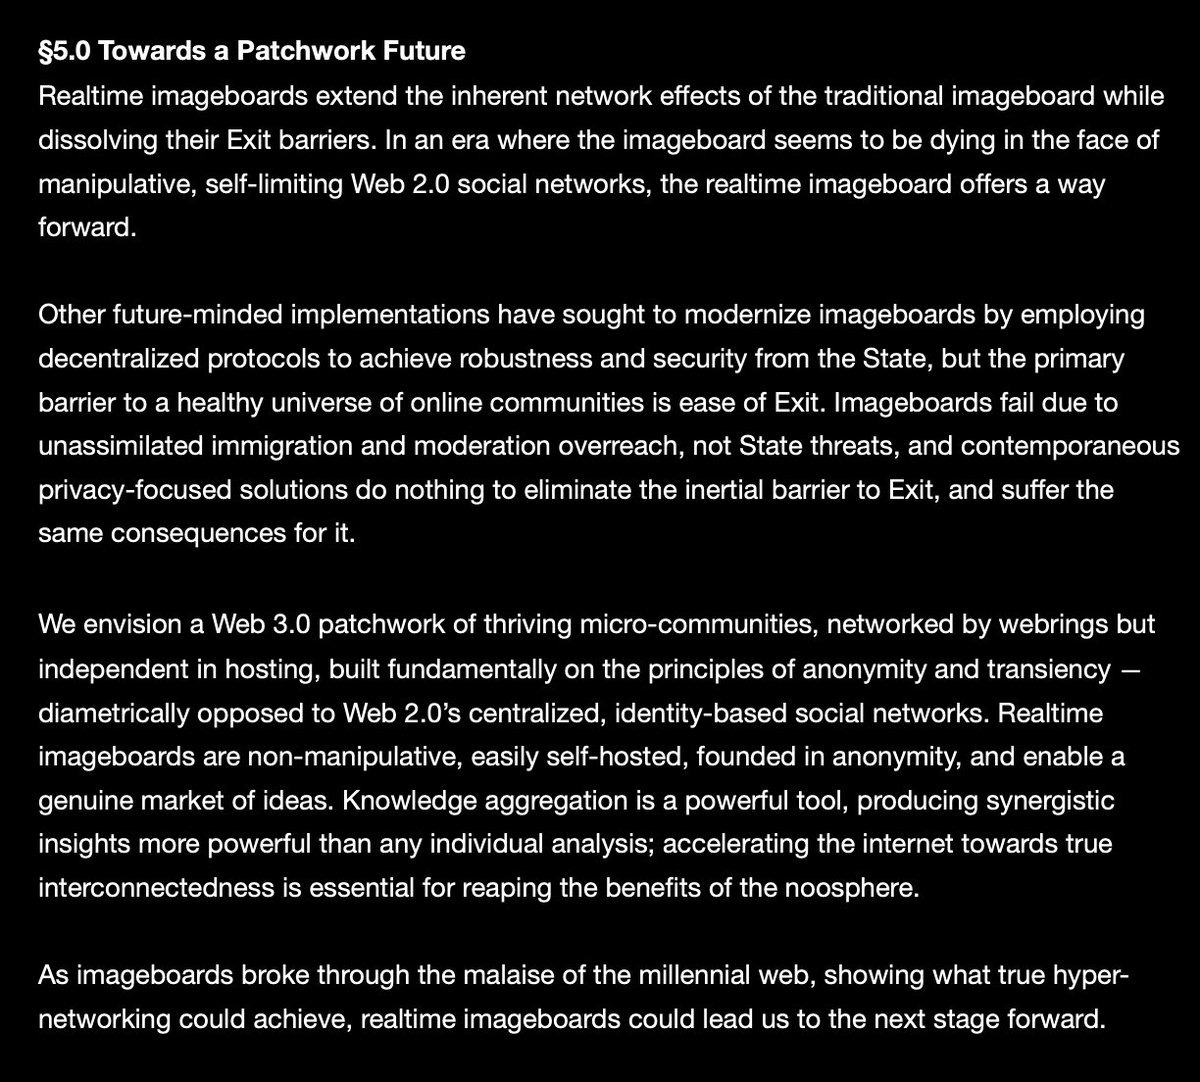 §5.0 Towards a Patchwork Future
Realtime imageboards extend the inherent network effects of the traditional imageboard while
dissolving their Exit barriers. In an era where the imageboard seems to be dying in the face of
manipulative, self-limiting Web 2.0 social networks, the realtime imageboard offers a way
forward.
Other future-minded implementations have sought to modernize imageboards by employing
decentralized protocols to achieve robustness and security from the State, but the primary
barrier to a healthy universe of online communities is ease of Exit. Imageboards fail due to
unassimilated immigration and moderation overreach, not State threats, and contemporaneous
privacy-focused solutions do nothing to eliminate the inertial barrier to Exit, and suffer the
same consequences for it.
We envision a Web 3.0 patchwork of thriving micro-communities, networked by webrings but
independent in hosting, built fundamentally on the principles of anonymity and transiency —
diametrically opposed to Web 2.0’s centralized, identity-based social networks. Realtime
imageboards are non-manipulative, easily self-hosted, founded in anonymity, and enable a
genuine market of ideas. Knowledge aggregation is a powerful tool, producing synergistic
insights more powerful than any individual analysis; accelerating the internet towards true
interconnectedness is essential for reaping the benefits of the noosphere.
As imageboards broke through the malaise of the millennial web, showing what true hyper-
networking could achieve, realtime imageboards could lead us to the next stage forward.